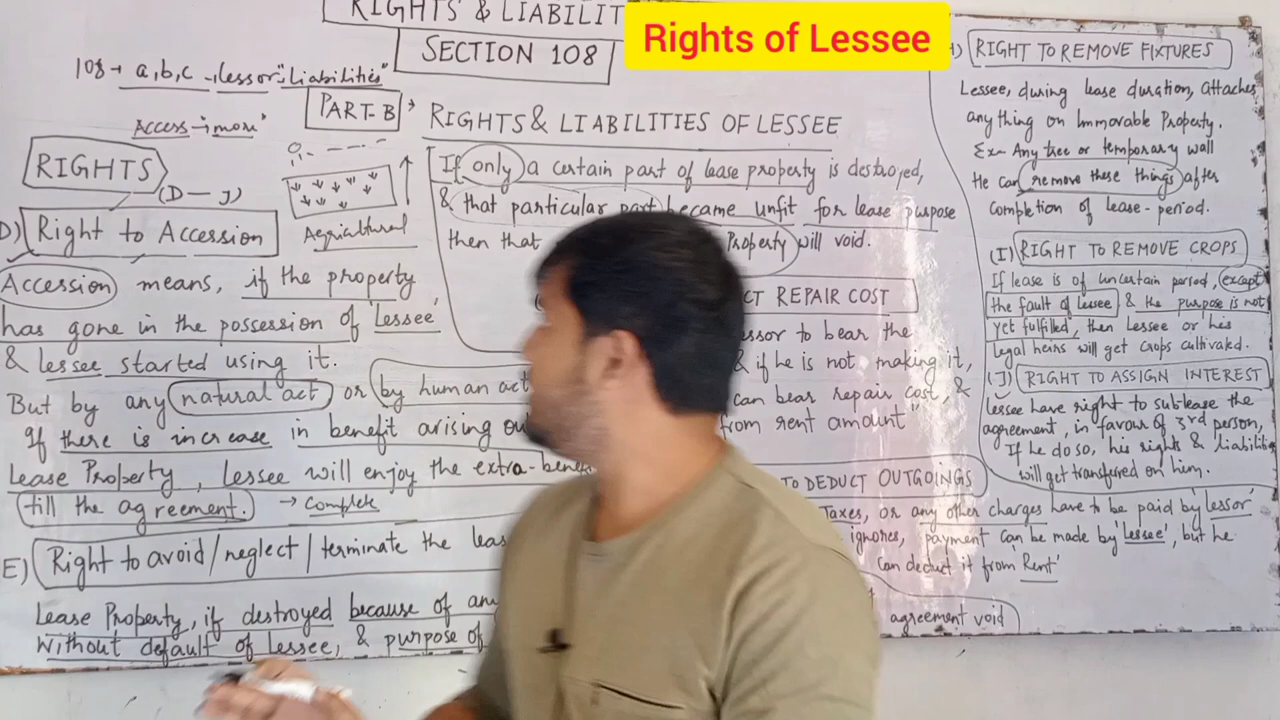 RIGHTS & LIABILIT
Rights of Lessee
SECTION 108
108 → a,b,c → lessor "Liabilities"
PART-B
RIGHTS & LIABILITIES OF LESSEE
Access → "more"
RIGHTS
(D — J)
Agricultural
D) Right to Accession
Accession means, if the property
has gone in the possession of 'Lessee'
& lessee started using it.
But by any natural act or by human act
If there is increase in benefit arising ou
Lease Property, Lessee will enjoy the extra-benef
till the agreement. → Complete
E) Right to avoid/neglect/terminate the leas
Lease Property, if destroyed because of any
without default of Lessee, & purpose of
If only a certain part of lease property is destroyed,
& that particular part became unfit for lease purpose
then that Property will void.
CT REPAIR COST
essor to bear the
& if he is not making it,
can bear repair cost, &
from rent amount"
TO DEDUCT OUTGOINGS
Taxes, or any other charges have to be paid by 'lessor'
ignores, payment can be made by 'lessee', but he
can deduct it from 'Rent'
agreement void
H) RIGHT TO REMOVE FIXTURES
Lessee, during lease duration, attaches
anything on Immovable Property.
Ex- Any tree or temporary wall
He can remove these things after
completion of lease-period.
(I) RIGHT TO REMOVE CROPS
If lease is of uncertain period, except
the fault of Lessee & the purpose is not
yet fulfilled, then Lessee or his
legal heirs will get crops cultivated.
(J) RIGHT TO ASSIGN INTEREST
Lessee have right to sublease the
agreement, in favour of 3rd person,
If he do so, his rights & liabilitie
will get transferred on him.